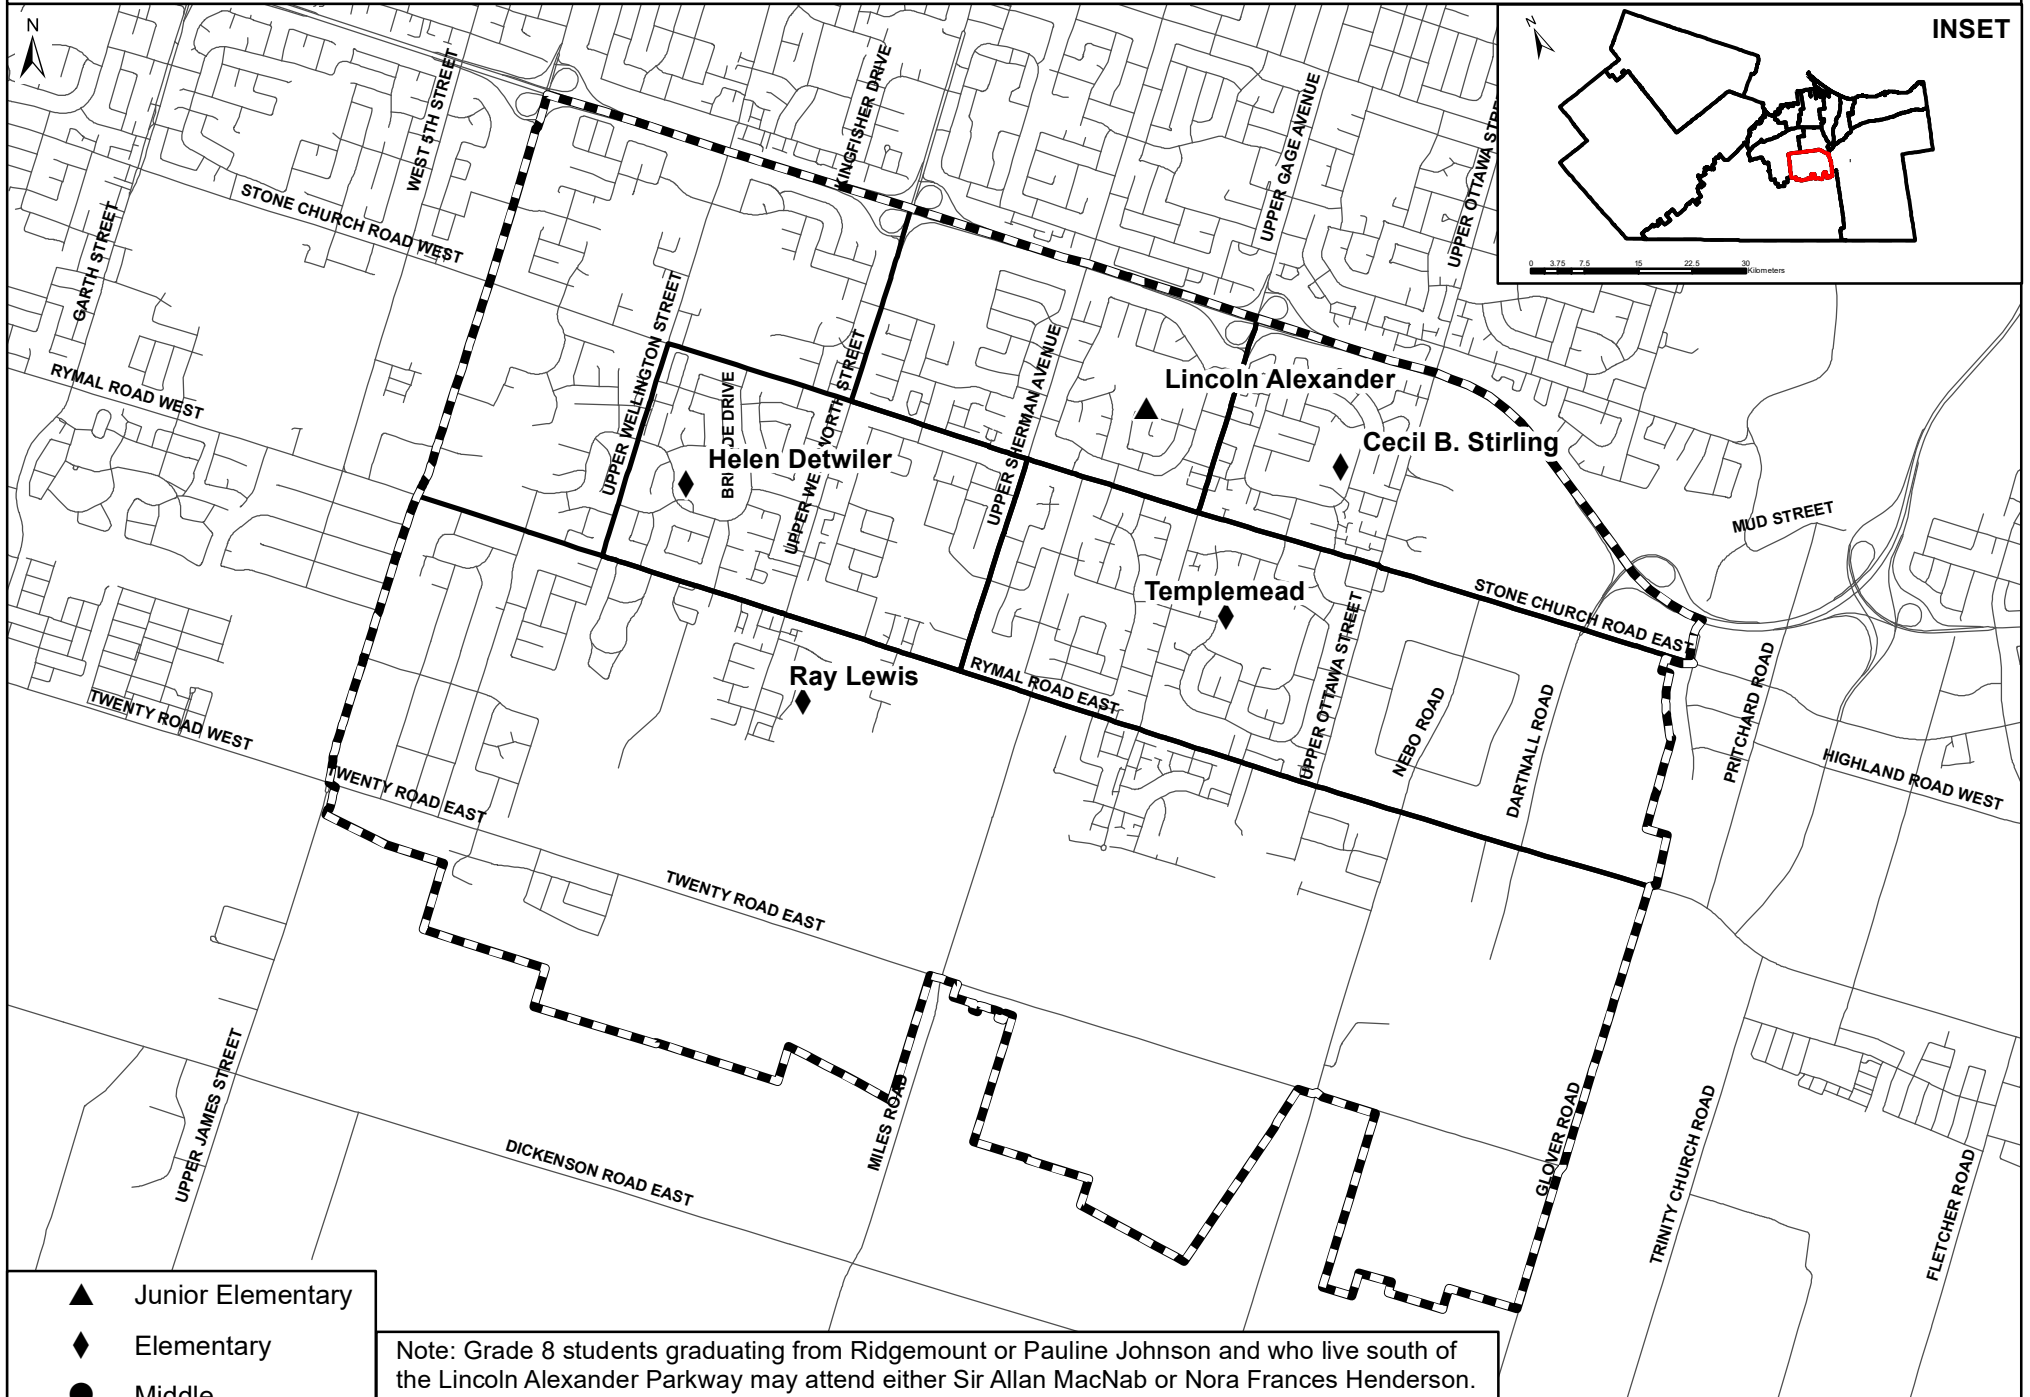 N
INSET
N
0 3.75 7.5 15 22.5 30
Kilometers
WEST 5TH STREET
KINGFISHER DRIVE
UPPER GAGE AVENUE
UPPER OTTAWA STRE
STONE CHURCH ROAD WEST
GARTH STREET
RYMAL ROAD WEST
UPPER WELLINGTON STREET
UPPER SHERMAN AVENUE
Lincoln Alexander
Cecil B. Stirling
Helen Detwiler
MUD STREET
Templemead
STONE CHURCH ROAD EAST
Ray Lewis
RYMAL ROAD EAST
UPPER OTTAWA STREET
NEBO ROAD
DARTNALL ROAD
PRITCHARD ROAD
HIGHLAND ROAD WEST
TWENTY ROAD WEST
TWENTY ROAD EAST
TWENTY ROAD EAST
UPPER JAMES STREET
MILES ROAD
DICKENSON ROAD EAST
GLOVER ROAD
TRINITY CHURCH ROAD
FLETCHER ROAD
Junior Elementary
Elementary
Middle
Note: Grade 8 students graduating from Ridgemount or Pauline Johnson and who live south of
the Lincoln Alexander Parkway may attend either Sir Allan MacNab or Nora Frances Henderson.